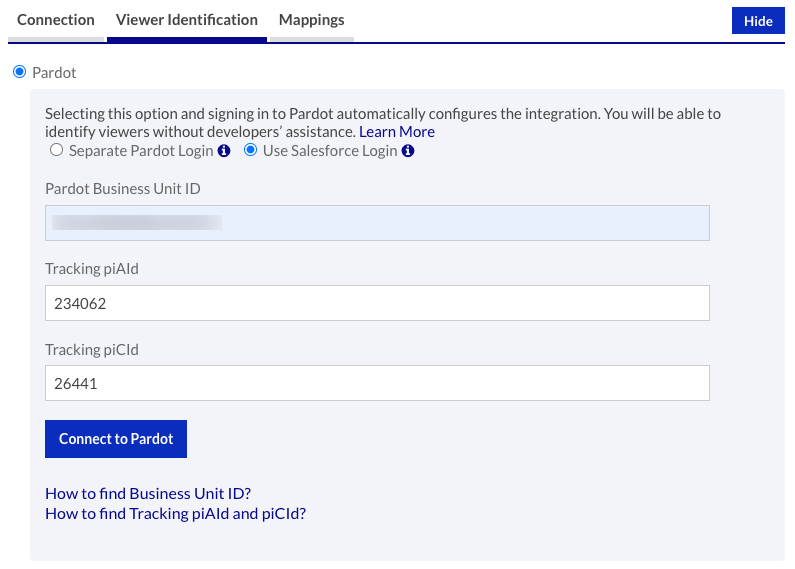 Connection Viewer Identification Mappings Hide
Pardot
Selecting this option and signing in to Pardot automatically configures the integration. You will be able to
identify viewers without developers’ assistance. Learn More
Separate Pardot Login i Use Salesforce Login i
Pardot Business Unit ID
Tracking piAId
234062
Tracking piCId
26441
Connect to Pardot
How to find Business Unit ID?
How to find Tracking piAId and piCId?